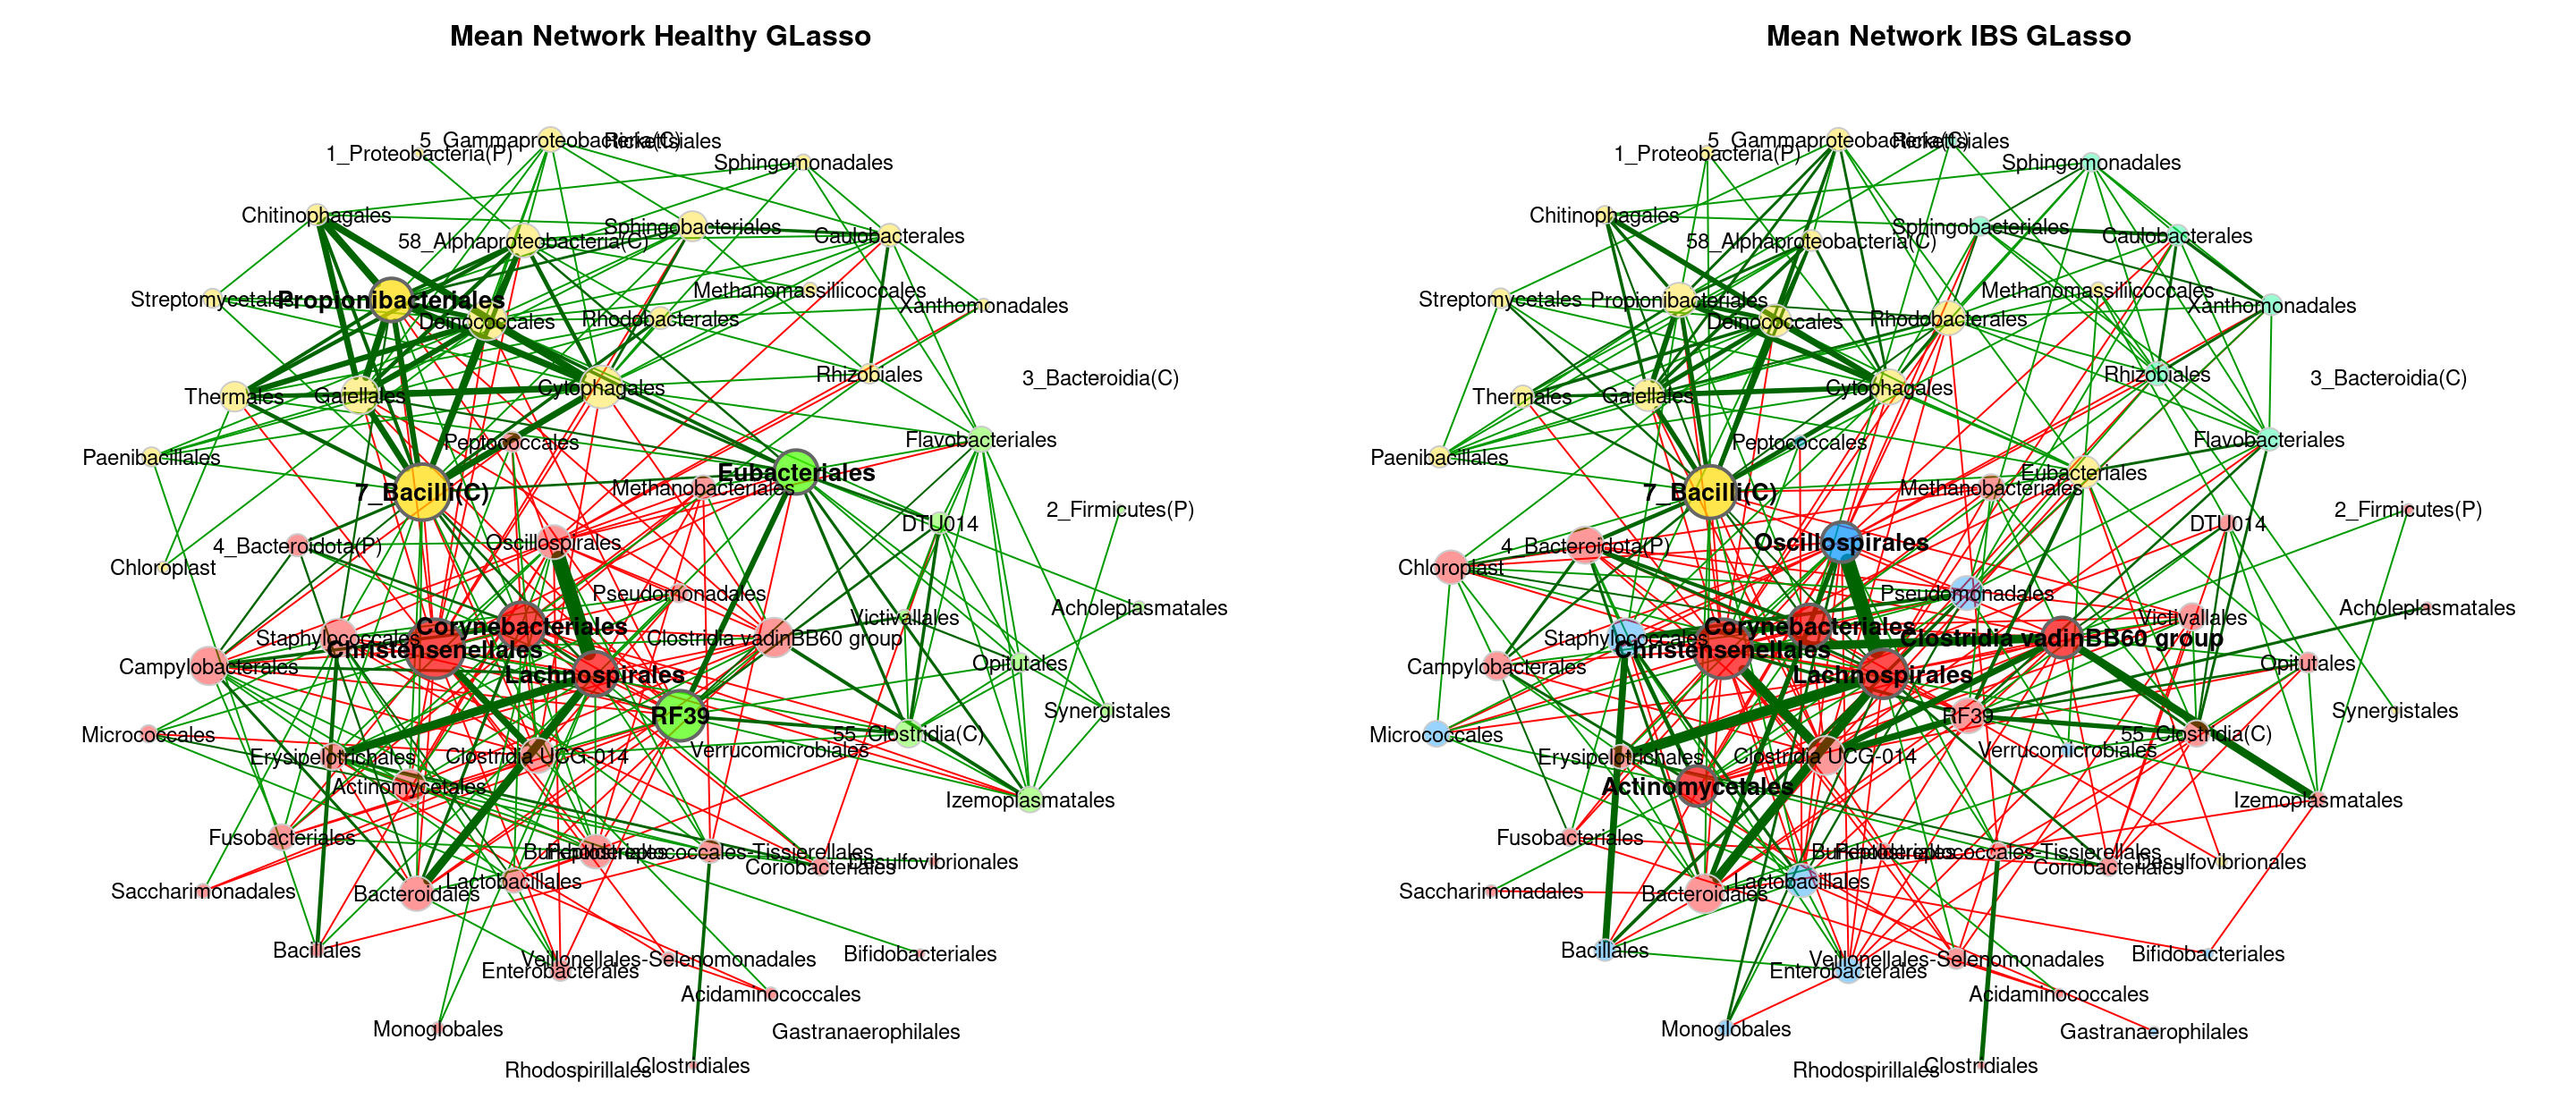 Mean Network Healthy GLasso
5_Gammaproteobacteria(C)
Rickettsiales
1_Proteobacteria(P)
Sphingomonadales
Chitinophagales
Sphingobacteriales
58_Alphaproteobacteria(C)
Caulobacterales
Methanomassiliicoccales
Streptomycetales
Propionibacteriales
Xanthomonadales
Deinococcales
Rhodobacterales
Rhizobiales
3_Bacteroidia(C)
Thermales
Gaiellales
Cytophagales
Peptococcales
Flavobacteriales
Paenibacillales
Eubacteriales
7_Bacilli(C)
Methanobacteriales
2_Firmicutes(P)
DTU014
4_Bacteroidota(P)
Oscillospirales
Chloroplast
Pseudomonadales
Acholeplasmatales
Victivallales
Corynebacteriales
Staphylococcales
Clostridia vadinBB60 group
Christensenellales
Campylobacterales
Opitutales
Lachnospirales
Synergistales
RF39
Micrococcales
55_Clostridia(C)
Verrucomicrobiales
Erysipelotrichales
Clostridia UCG-014
Actinomycetales
Izemoplasmatales
Fusobacteriales
Burkholderiales
Peptostreptococcales-Tissierellales
Coriobacteriales
Desulfovibrionales
Saccharimonadales
Bacteroidales
Lactobacillales
Bacillales
Bifidobacteriales
Veillonellales-Selenomonadales
Enterobacterales
Acidaminococcales
Monoglobales
Gastranaerophilales
Rhodospirillales
Clostridiales
Mean Network IBS GLasso
5_Gammaproteobacteria(C)
Rickettsiales
1_Proteobacteria(P)
Sphingomonadales
Chitinophagales
Sphingobacteriales
58_Alphaproteobacteria(C)
Caulobacterales
Methanomassiliicoccales
Streptomycetales
Propionibacteriales
Xanthomonadales
Deinococcales
Rhodobacterales
Rhizobiales
3_Bacteroidia(C)
Thermales
Gaiellales
Cytophagales
Peptococcales
Flavobacteriales
Paenibacillales
Eubacteriales
7_Bacilli(C)
Methanobacteriales
2_Firmicutes(P)
DTU014
4_Bacteroidota(P)
Oscillospirales
Chloroplast
Pseudomonadales
Acholeplasmatales
Victivallales
Corynebacteriales
Staphylococcales
Clostridia vadinBB60 group
Christensenellales
Campylobacterales
Opitutales
Lachnospirales
Synergistales
RF39
Micrococcales
55_Clostridia(C)
Verrucomicrobiales
Erysipelotrichales
Clostridia UCG-014
Actinomycetales
Izemoplasmatales
Fusobacteriales
Burkholderiales
Peptostreptococcales-Tissierellales
Coriobacteriales
Desulfovibrionales
Saccharimonadales
Bacteroidales
Lactobacillales
Bacillales
Bifidobacteriales
Veillonellales-Selenomonadales
Enterobacterales
Acidaminococcales
Monoglobales
Gastranaerophilales
Rhodospirillales
Clostridiales